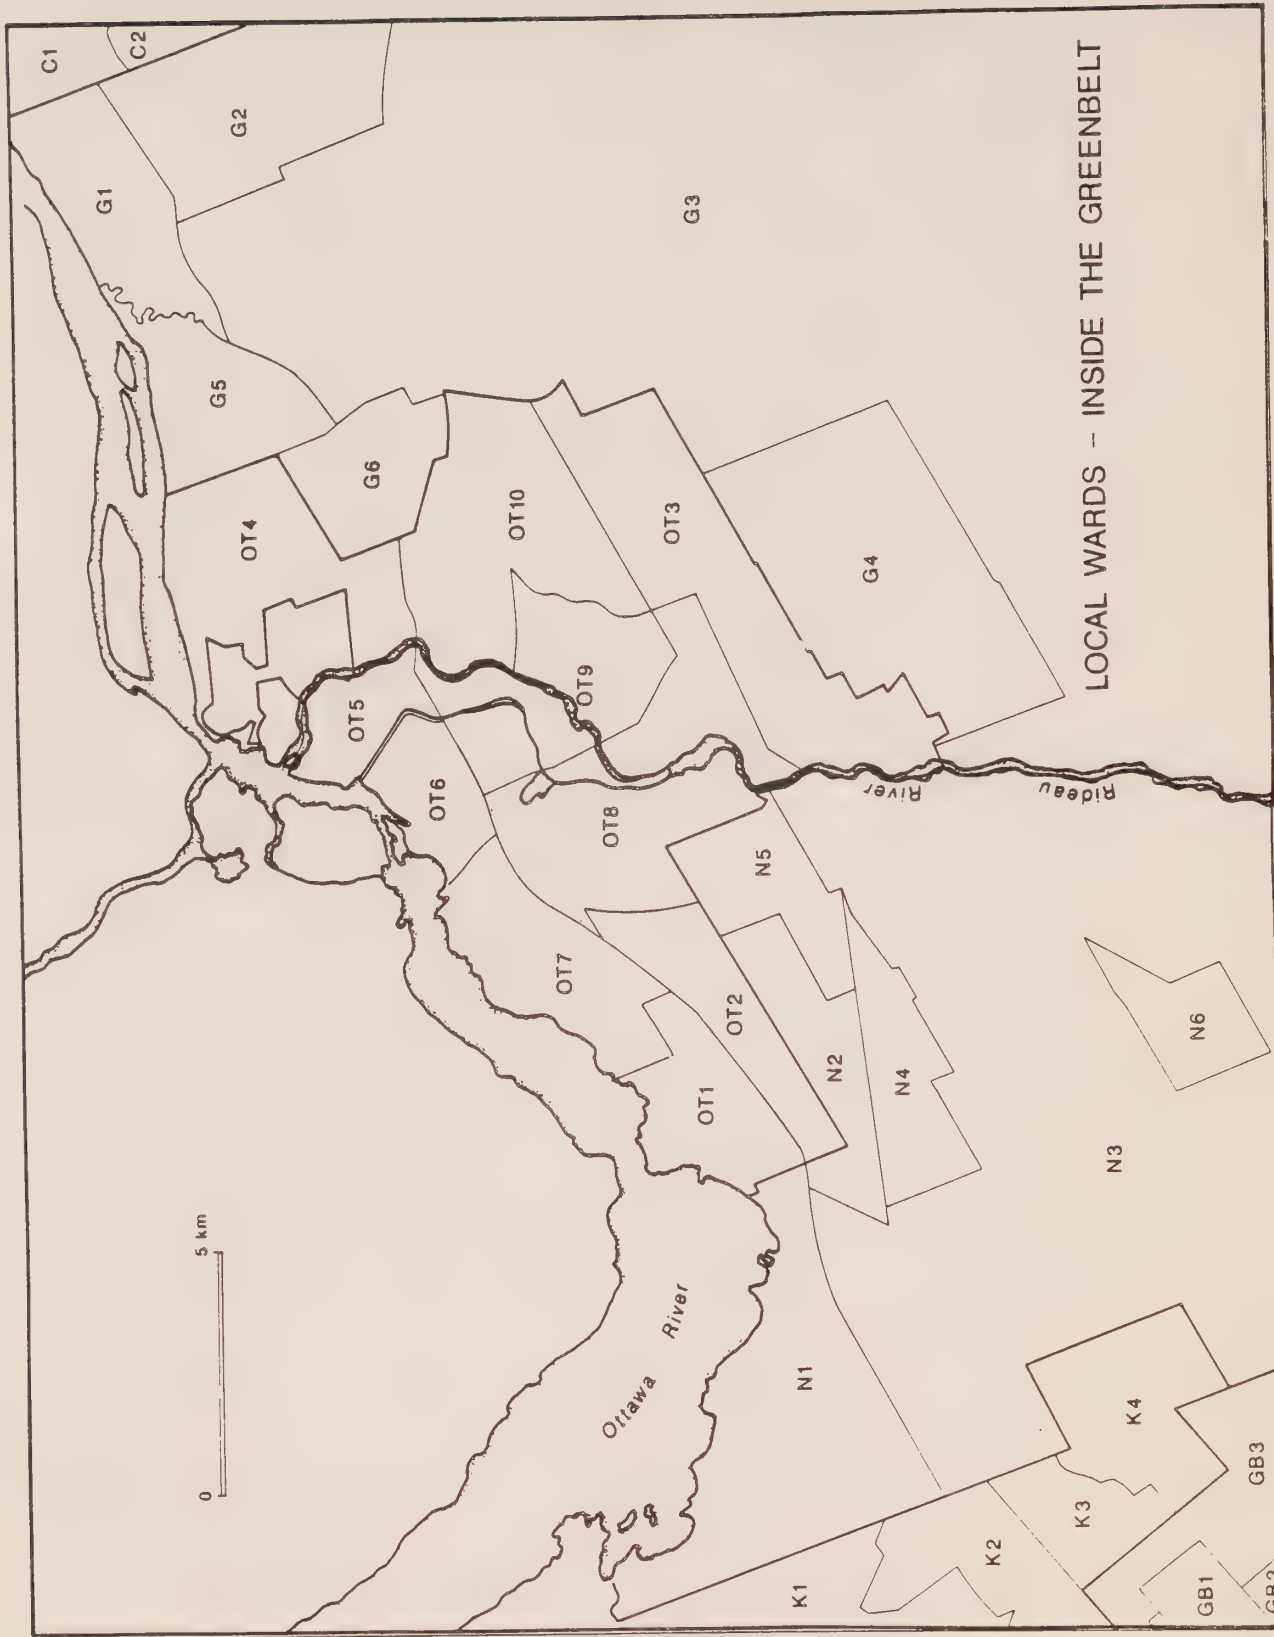 LOCAL WARDS – INSIDE THE GREENBELT
0 5 km
Ottawa River
Rideau River
C1
C2
G1
G2
G3
G4
G5
G6
OT1
OT2
OT3
OT4
OT5
OT6
OT7
OT8
OT9
OT10
N1
N2
N3
N4
N5
N6
K1
K2
K3
K4
GB1
GB2
GB3